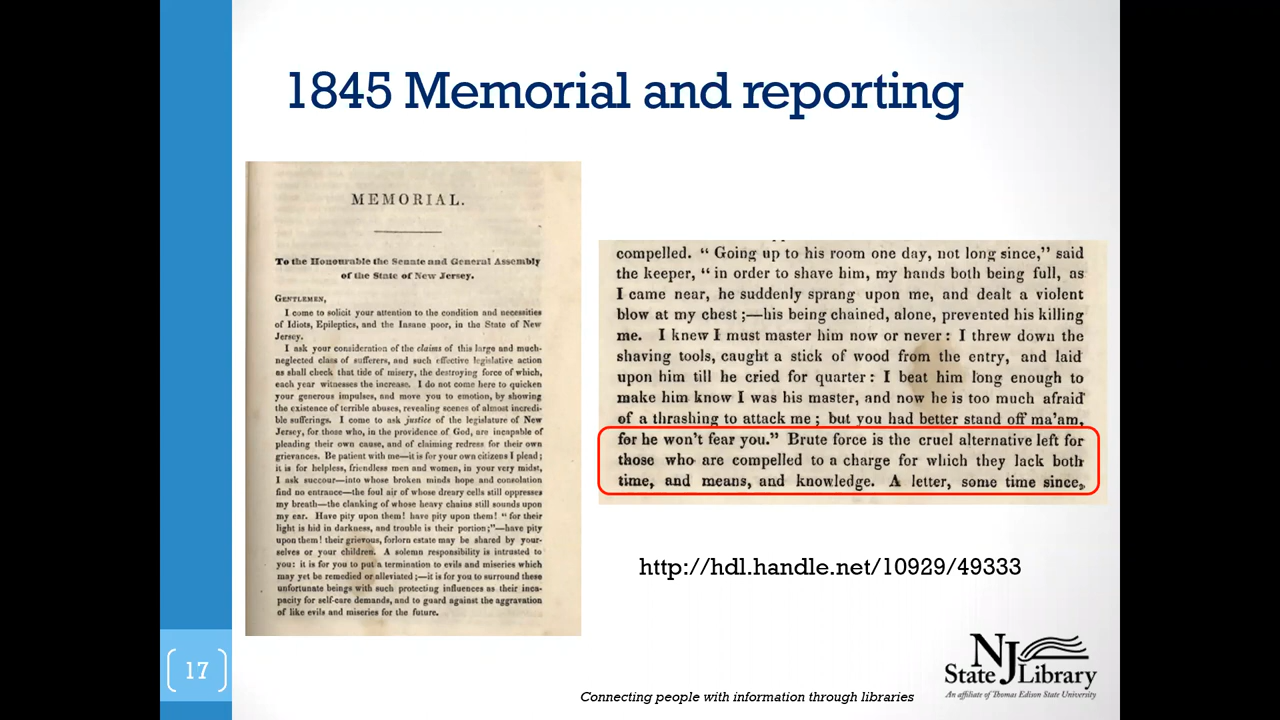 1845 Memorial and reporting
MEMORIAL.
To the Honourable the Senate and General Assembly
of the State of New Jersey.
GENTLEMEN,
I come to solicit your attention to the condition and necessities
of Idiots, Epileptics, and the Insane poor, in the State of New
Jersey.
I ask your consideration of the claims of this large and much-
neglected class of sufferers, and such effective legislative action
as shall check that tide of misery, the destroying force of which,
each year witnesses the increase. I do not come here to quicken
your generous impulses, and move you to emotion, by showing
the existence of terrible abuses, revealing scenes of almost incredi-
ble sufferings. I come to ask justice of the legislature of New
Jersey, for those who, in the providence of God, are incapable of
pleading their own cause, and of claiming redress for their own
grievances. Be patient with me—it is for your own citizens I plead;
it is for helpless, friendless men and women, in your very midst,
I ask succour—into whose broken minds hope and consolation
find no entrance—the foul air of whose dreary cells still oppresses
my breath—the clanking of whose heavy chains still sounds upon
my ear. Have pity upon them! have pity upon them! "for their
light is hid in darkness, and trouble is their portion;"—have pity
upon them! their grievous, forlorn estate may be shared by your-
selves or your children. A solemn responsibility is intrusted to
you: it is for you to put a termination to evils and miseries which
may yet be remedied or alleviated;—it is for you to surround these
unfortunate beings with such protecting influences as their inca-
pacity for self-care demands, and to guard against the aggravation
of like evils and miseries for the future.
compelled. "Going up to his room one day, not long since," said
the keeper, "in order to shave him, my hands both being full, as
I came near, he suddenly sprang upon me, and dealt a violent
blow at my chest;—his being chained, alone, prevented his killing
me. I knew I must master him now or never: I threw down the
shaving tools, caught a stick of wood from the entry, and laid
upon him till he cried for quarter: I beat him long enough to
make him know I was his master, and now he is too much afraid
of a thrashing to attack me; but you had better stand off ma'am,
for he won't fear you." Brute force is the cruel alternative left for
those who are compelled to a charge for which they lack both
time, and means, and knowledge. A letter, some time since,
http://hdl.handle.net/10929/49333
17
NJ
State Library
An affiliate of Thomas Edison State University
Connecting people with information through libraries